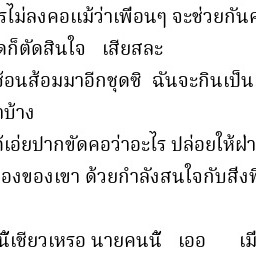 รไม่ลงคอแม้ว่าเพื่อนๆ จะช่วยกันค
ดก็ตัดสินใจ เสียสละ
ช้อนส้อมมาอีกชุดซิ ฉันจะกินเป็น
าบ้าง
ด้เอ่ยปากขัดคอว่าอะไร ปล่อยให้ฝ่า
องของเขา ด้วยกำลังสนใจกับสิ่งที่
นี้เชียวเหรอ นายคนนั้ เออ เมี